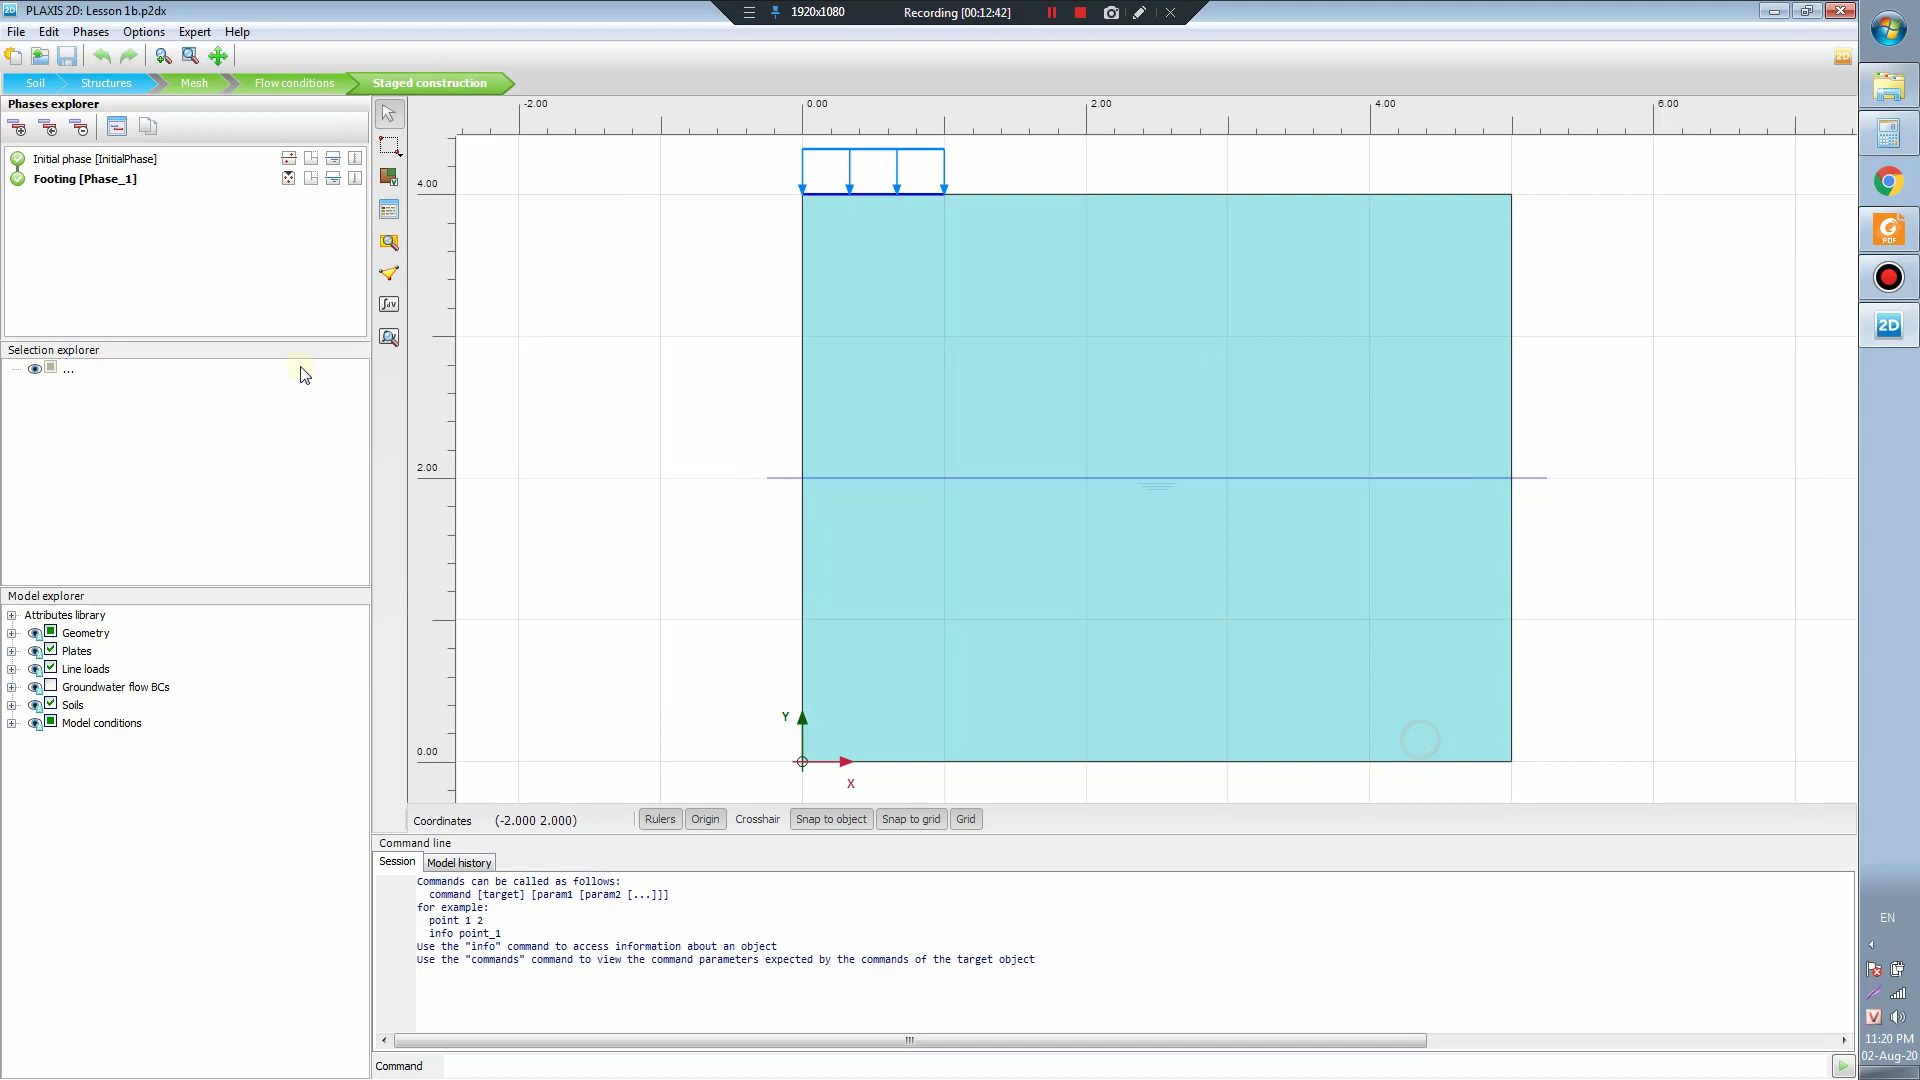 PLAXIS 2D: Lesson 1b.p2dx
1920x1080
Recording [00:12:42]
File Edit Phases Options Expert Help
Soil Structures Mesh Flow conditions Staged construction
2D
Phases explorer
Initial phase [InitialPhase]
Footing [Phase_1]
Selection explorer
...
Model explorer
Attributes library
Geometry
Plates
Line loads
Groundwater flow BCs
Soils
Model conditions
-2.00 0.00 2.00 4.00 6.00
4.00
2.00
0.00
Y
X
Coordinates (-2.000 2.000) Rulers Origin Crosshair Snap to object Snap to grid Grid
Command line
Session Model history
Commands can be called as follows:
command [target] [param1 [param2 [...]]]
for example:
point 1 2
info point_1
Use the "info" command to access information about an object
Use the "commands" command to view the command parameters expected by the commands of the target object
Command
PDF
2D
EN
V
11:20 PM
02-Aug-20